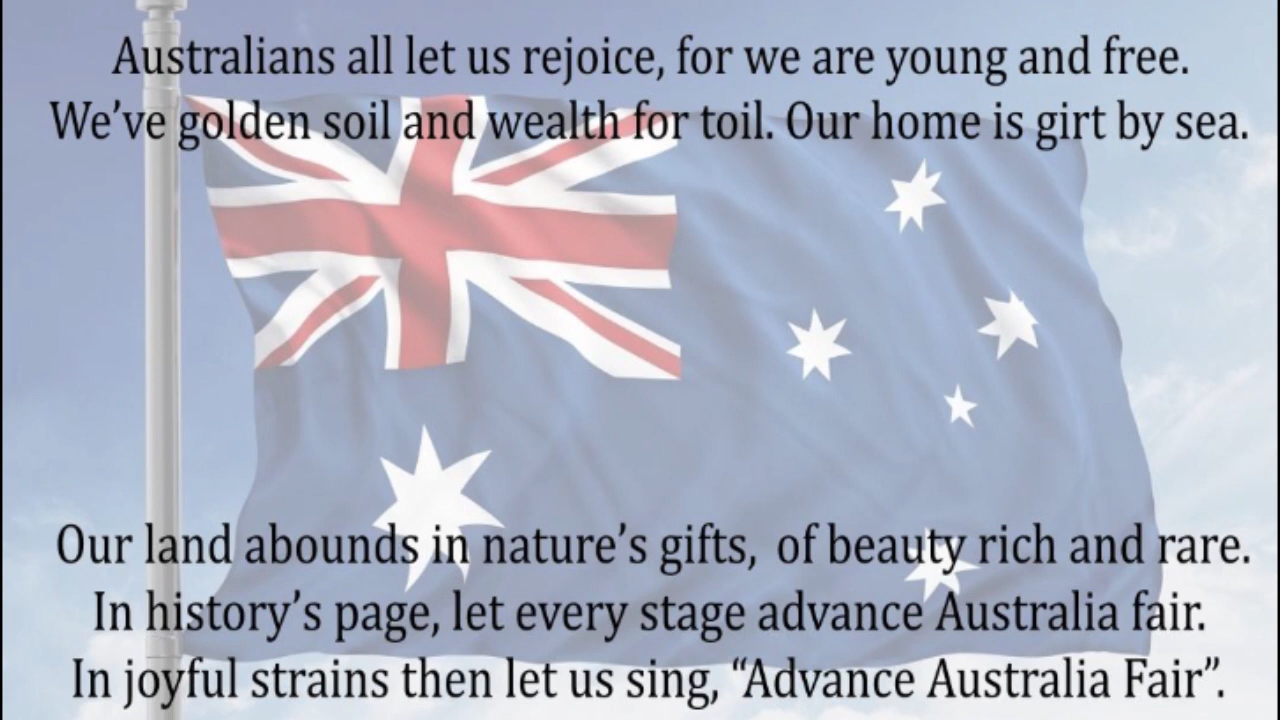 Australians all let us rejoice, for we are young and free.
We’ve golden soil and wealth for toil. Our home is girt by sea.
Our land abounds in nature’s gifts, of beauty rich and rare.
In history’s page, let every stage advance Australia fair.
In joyful strains then let us sing, “Advance Australia Fair”.